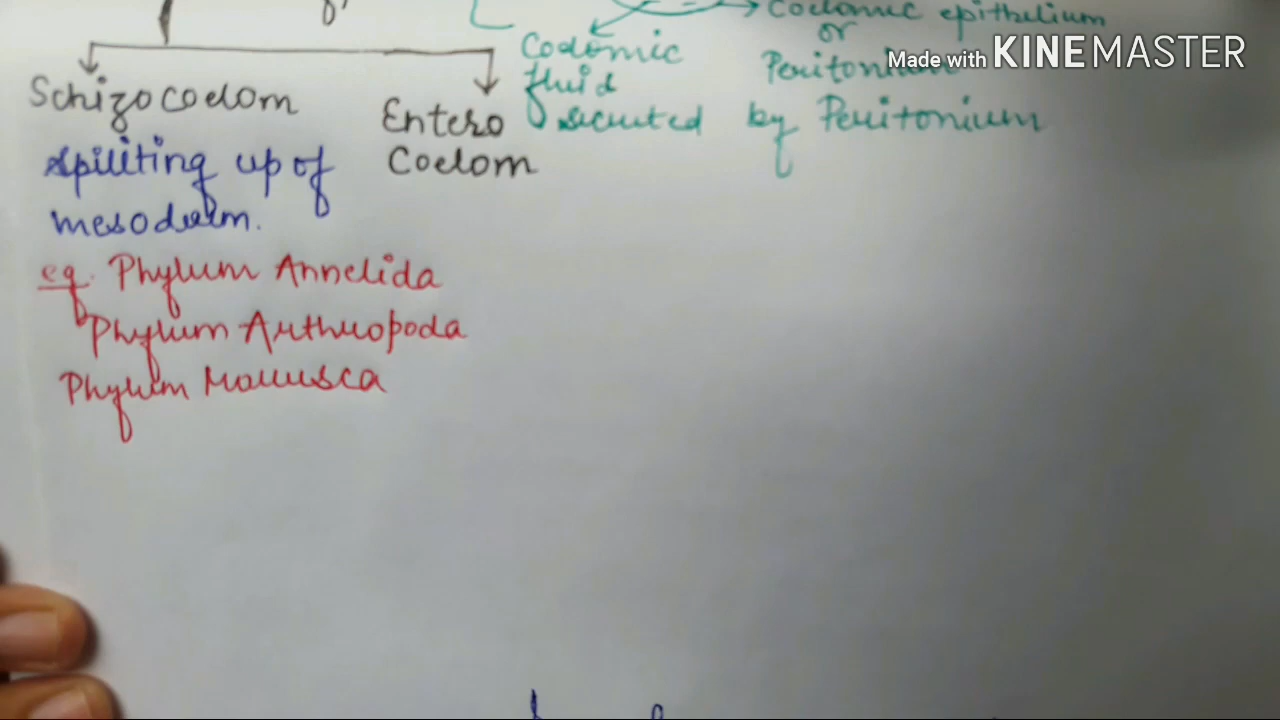 Coelomic epithelium
or
Peritonium
Made with KINEMASTER
Coelomic
fluid
secreted by Peritonium
Schizocoelom
Entero
Coelom
spiliting up of
mesoderm.
eg. Phylum Annelida
Phylum Arthropoda
Phylum Mollusca